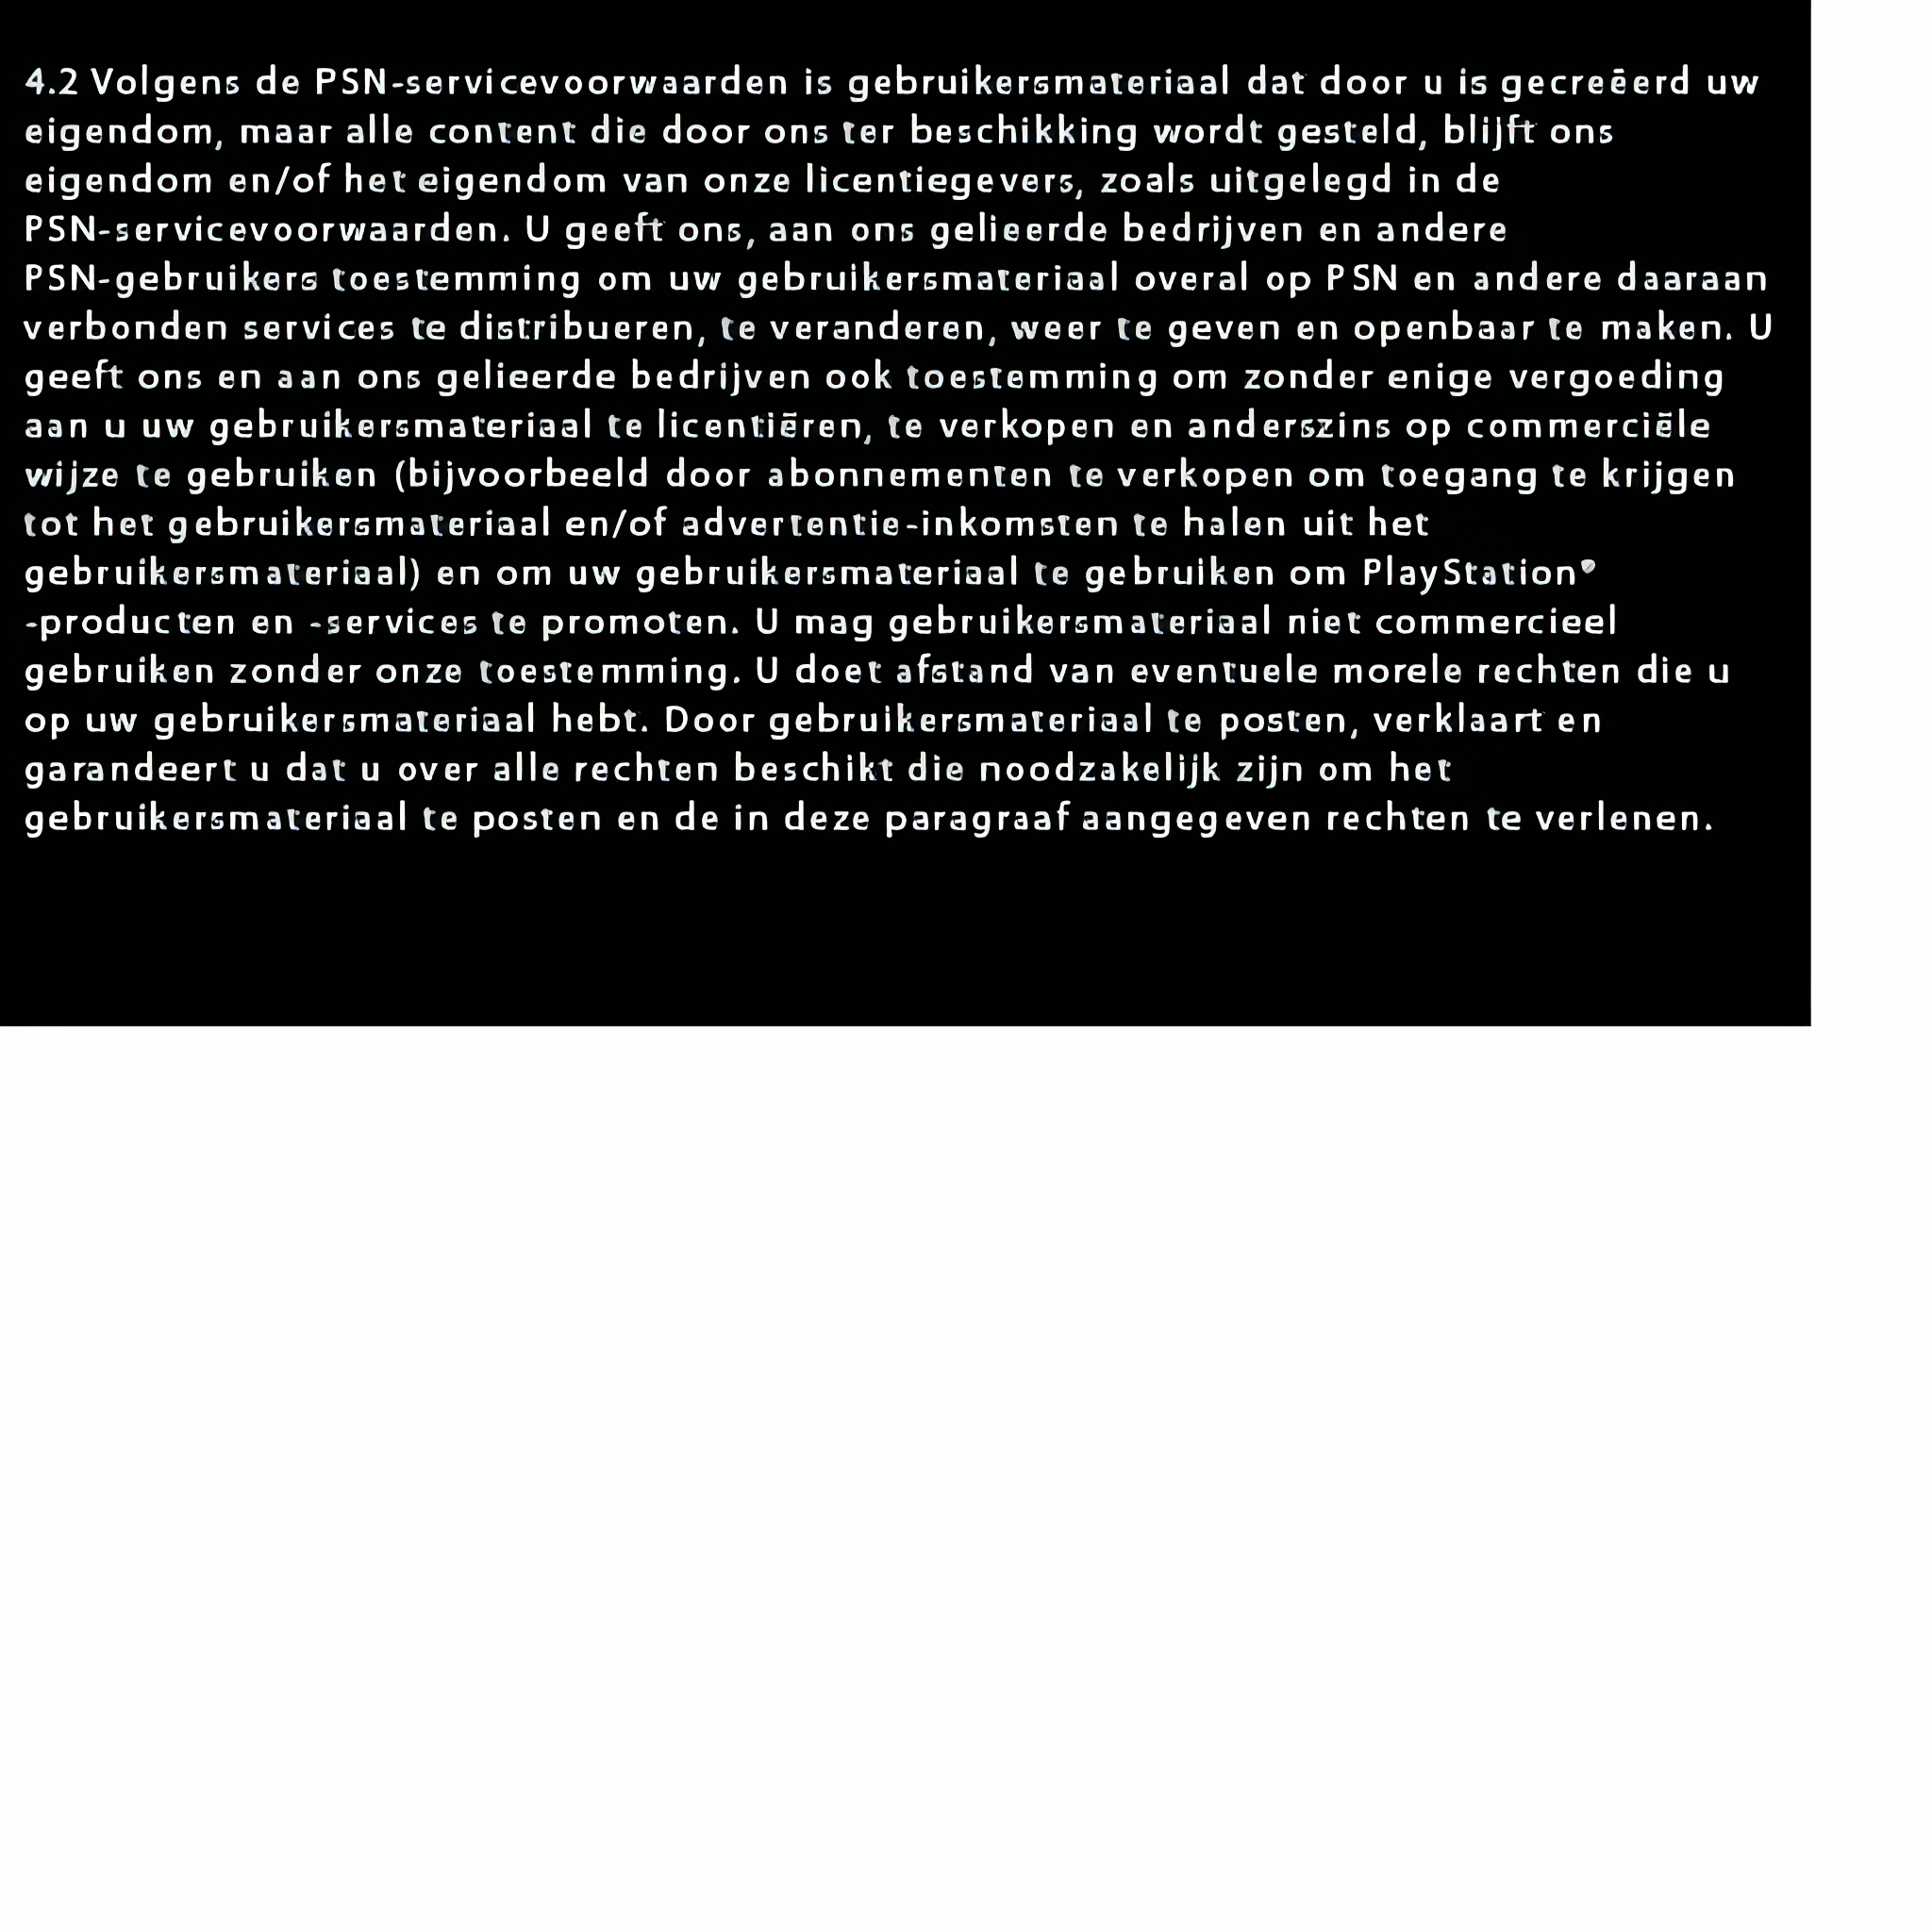 4.2 Volgens de PSN-servicevoorwaarden is gebruikersmateriaal dat door u is gecreëerd uw
eigendom, maar alle content die door ons ter beschikking wordt gesteld, blijft ons
eigendom en/of het eigendom van onze licentiegevers, zoals uitgelegd in de
PSN-servicevoorwaarden. U geeft ons, aan ons gelieerde bedrijven en andere
PSN-gebruikers toestemming om uw gebruikersmateriaal overal op PSN en andere daaraan
verbonden services te distribueren, te veranderen, weer te geven en openbaar te maken. U
geeft ons en aan ons gelieerde bedrijven ook toestemming om zonder enige vergoeding
aan u uw gebruikersmateriaal te licentiëren, te verkopen en anderszins op commerciële
wijze te gebruiken (bijvoorbeeld door abonnementen te verkopen om toegang te krijgen
tot het gebruikersmateriaal en/of advertentie-inkomsten te halen uit het
gebruikersmateriaal) en om uw gebruikersmateriaal te gebruiken om PlayStation®
-producten en -services te promoten. U mag gebruikersmateriaal niet commercieel
gebruiken zonder onze toestemming. U doet afstand van eventuele morele rechten die u
op uw gebruikersmateriaal hebt. Door gebruikersmateriaal te posten, verklaart en
garandeert u dat u over alle rechten beschikt die noodzakelijk zijn om het
gebruikersmateriaal te posten en de in deze paragraaf aangegeven rechten te verlenen.